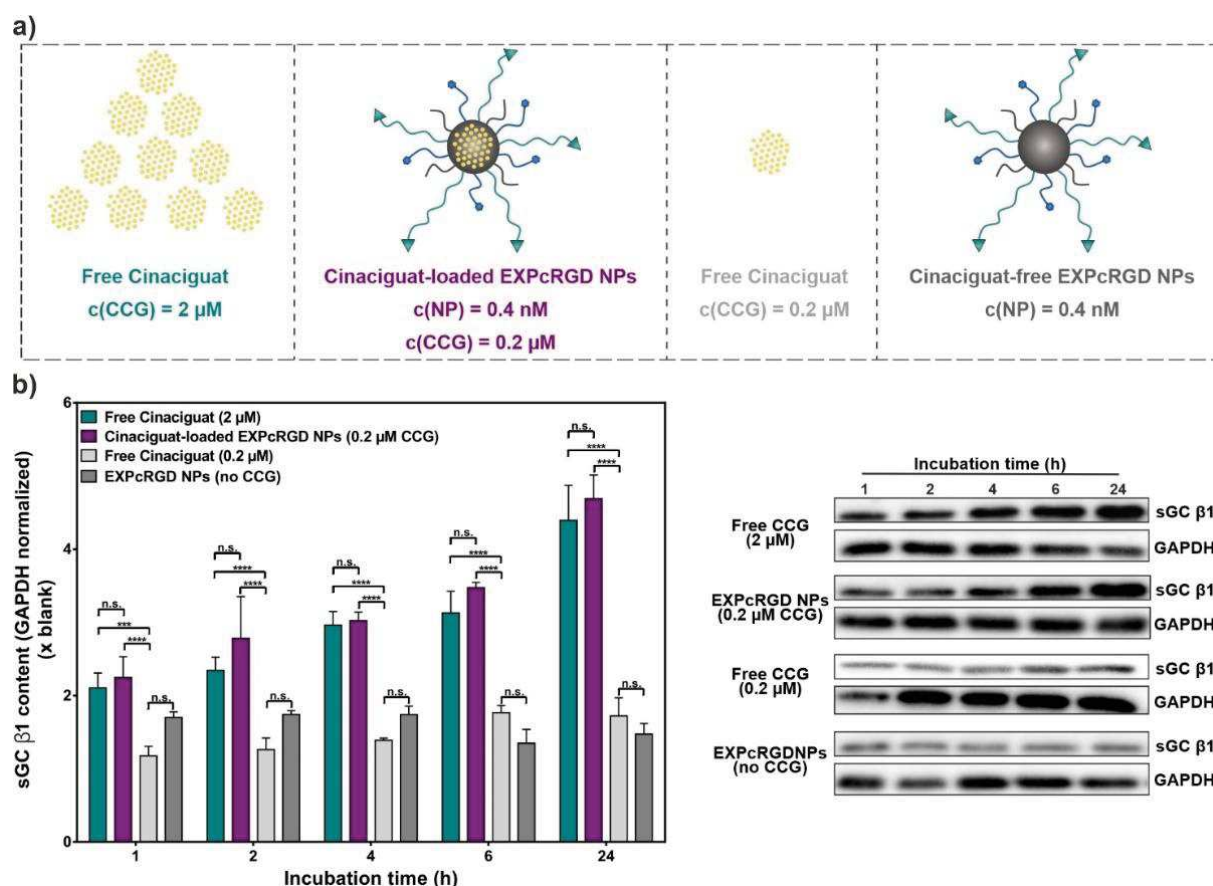 a)
Free Cinaciguat
c(CCG) = 2 µM
Cinaciguat-loaded EXPcRGD NPs
c(NP) = 0.4 nM
c(CCG) = 0.2 µM
Free Cinaciguat
c(CCG) = 0.2 µM
Cinaciguat-free EXPcRGD NPs
c(NP) = 0.4 nM
b)
sGC β1 content (GAPDH normalized)
(x blank)
6
4
2
0
Free Cinaciguat (2 µM)
Cinaciguat-loaded EXPcRGD NPs (0.2 µM CCG)
Free Cinaciguat (0.2 µM)
EXPcRGD NPs (no CCG)
n.s.
***
****
n.s.
n.s.
****
****
n.s.
n.s.
****
****
n.s.
n.s.
****
****
n.s.
n.s.
****
****
n.s.
1 2 4 6 24
Incubation time (h)
Incubation time (h)
1 2 4 6 24
Free CCG
(2 µM)
sGC β1
GAPDH
EXPcRGD NPs
(0.2 µM CCG)
sGC β1
GAPDH
Free CCG
(0.2 µM)
sGC β1
GAPDH
EXPcRGDNPs
(no CCG)
sGC β1
GAPDH